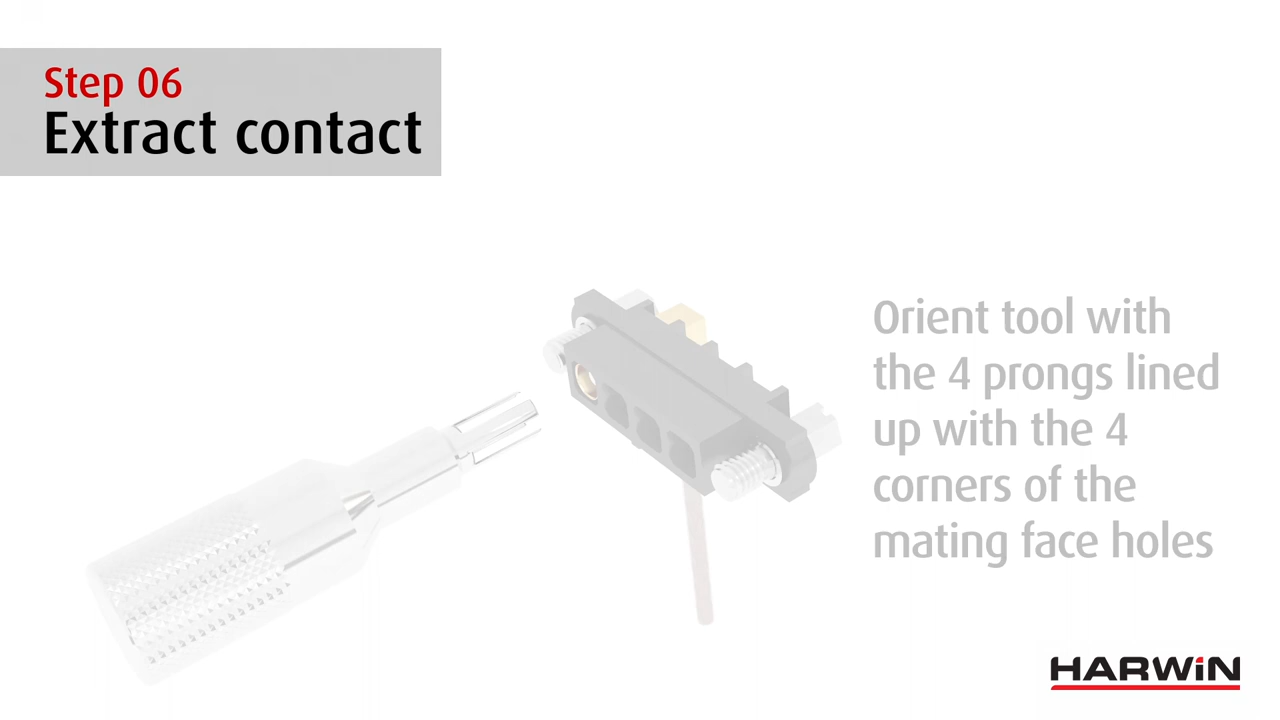 Step 06
Extract contact
Orient tool with
the 4 prongs lined
up with the 4
corners of the
mating face holes
HARWiN